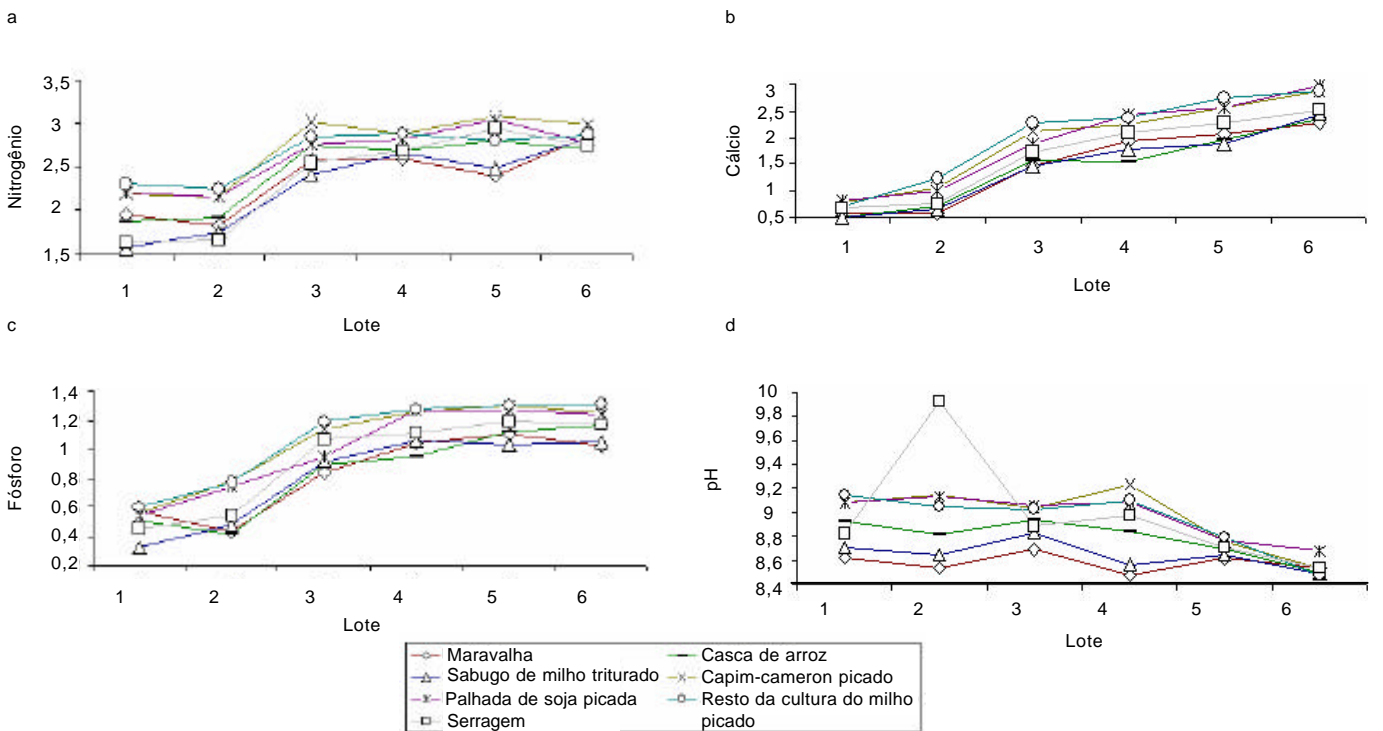 a
Nitrogênio
3,5
3
2,5
2
1,5
1 2 3 4 5 6
Lote
b
Cálcio
3
2,5
2
1,5
1
0,5
1 2 3 4 5 6
Lote
c
Fósforo
1,4
1,2
1
0,8
0,6
0,4
0,2
1 2 3 4 5 6
Lote
d
pH
10
9,8
9,6
9,4
9,2
9
8,8
8,6
8,4
1 2 3 4 5 6
Lote
Maravalha
Sabugo de milho triturado
Palhada de soja picada
Serragem
Casca de arroz
Capim-cameron picado
Resto da cultura do milho
picado